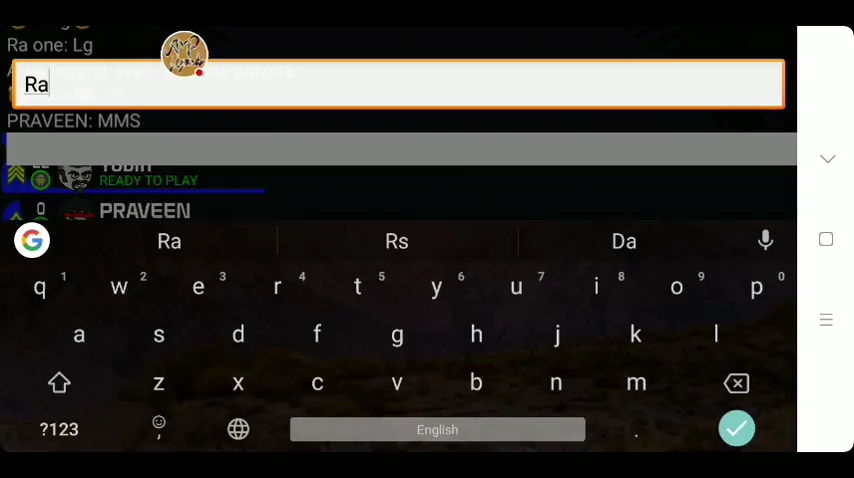 Ra one: Lg
Ra
PRAVEEN: MMS
READY TO PLAY
PRAVEEN
Ra Rs Da
q 1 w 2 e 3 r 4 t 5 y 6 u 7 i 8 o 9 p 0
a s d f g h j k l
z x c v b n m
?123 , English .